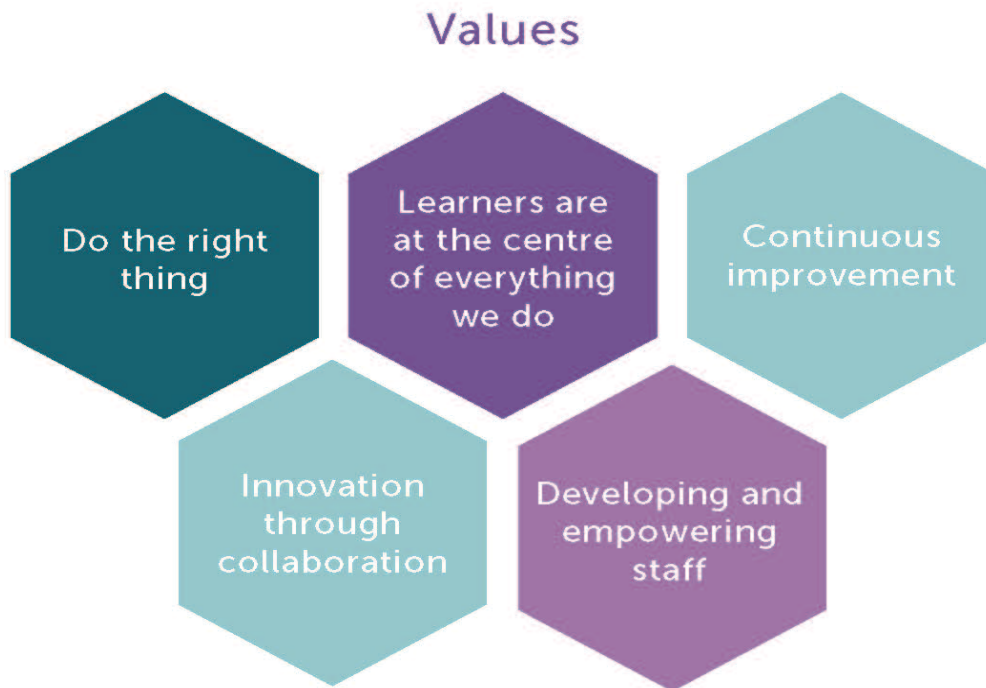 Values
Do the right
thing
Learners are
at the centre
of everything
we do
Continuous
improvement
Innovation
through
collaboration
Developing and
empowering
staff